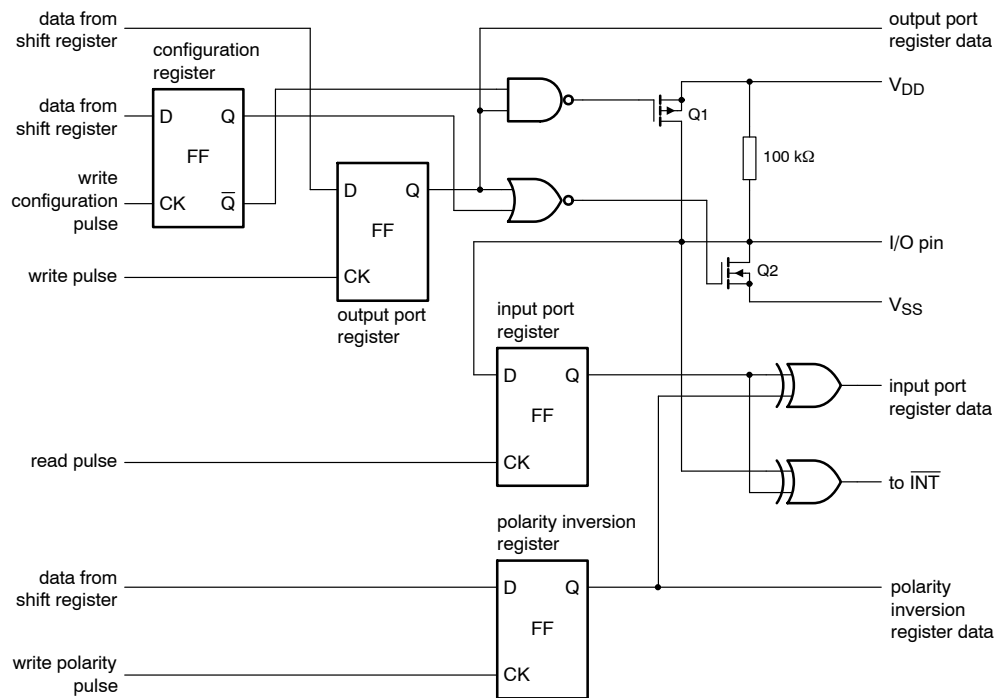 data from
shift register
output port
register data
configuration
register
VDD
data from
shift register
D
Q
Q1
FF
100 kΩ
write
configuration
pulse
CK
Q̅
D
Q
FF
I/O pin
write pulse
CK
Q2
output port
register
input port
register
VSS
D
Q
input port
register data
FF
read pulse
CK
to I̅N̅T̅
polarity inversion
register
data from
shift register
D
Q
polarity
inversion
register data
FF
write polarity
pulse
CK